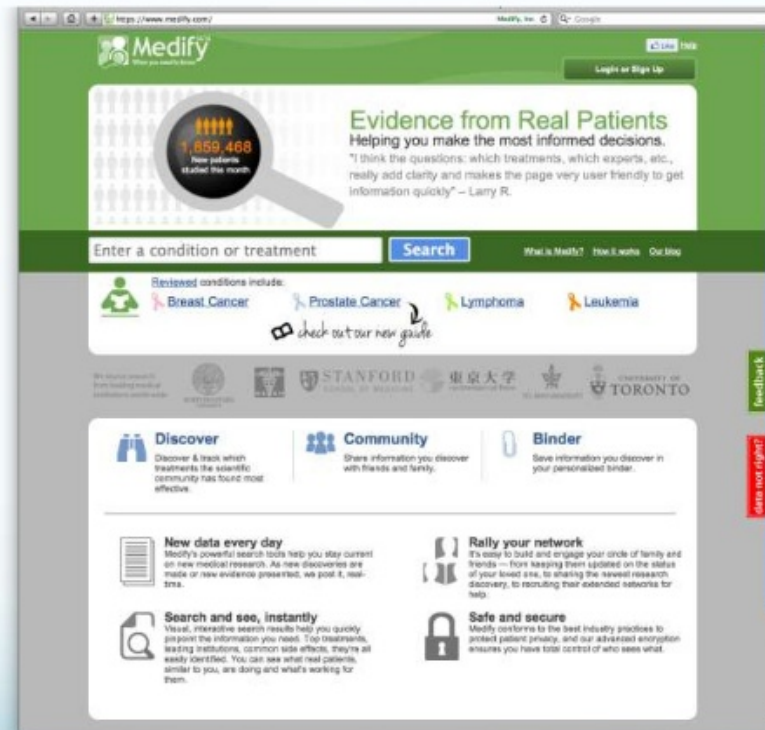 https://www.medify.com/
Medify, Inc.
Google
Medify
When you need to know
Like
Help
Login or Sign Up
1,859,468
New patients
studied this month
Evidence from Real Patients
Helping you make the most informed decisions.
"I think the questions: which treatments, which experts, etc.,
really add clarity and makes the page very user friendly to get
information quickly" – Larry R.
Enter a condition or treatment
Search
What is Medify? How it works Our blog
Reviewed conditions include:
Breast Cancer Prostate Cancer Lymphoma Leukemia
check out our new guide
STANFORD
SCHOOL OF MEDICINE
東京大学
UNIVERSITY OF
TORONTO
feedback
data not right?
Discover
Discover & track which
treatments the scientific
community has found most
effective.
Community
Share information you discover
with friends and family.
Binder
Save information you discover in
your personalized binder.
New data every day
Medify's powerful search tools help you stay current
on new medical research. As new discoveries are
made or new evidence presented, we post it, real-
time.
Rally your network
It's easy to build and engage your circle of family and
friends — from keeping them updated on the status
of your loved one, to sharing the newest research
discovery, to recruiting their extended networks for
help.
Search and see, instantly
Visual, interactive search results help you quickly
pinpoint the information you need. Top treatments,
leading institutions, common side effects, they're all
easily identified. You can see what real patients,
similar to you, are doing and what's working for
them.
Safe and secure
Medify conforms to the best industry practices to
protect patient privacy, and our advanced encryption
ensures you have total control of who sees what.